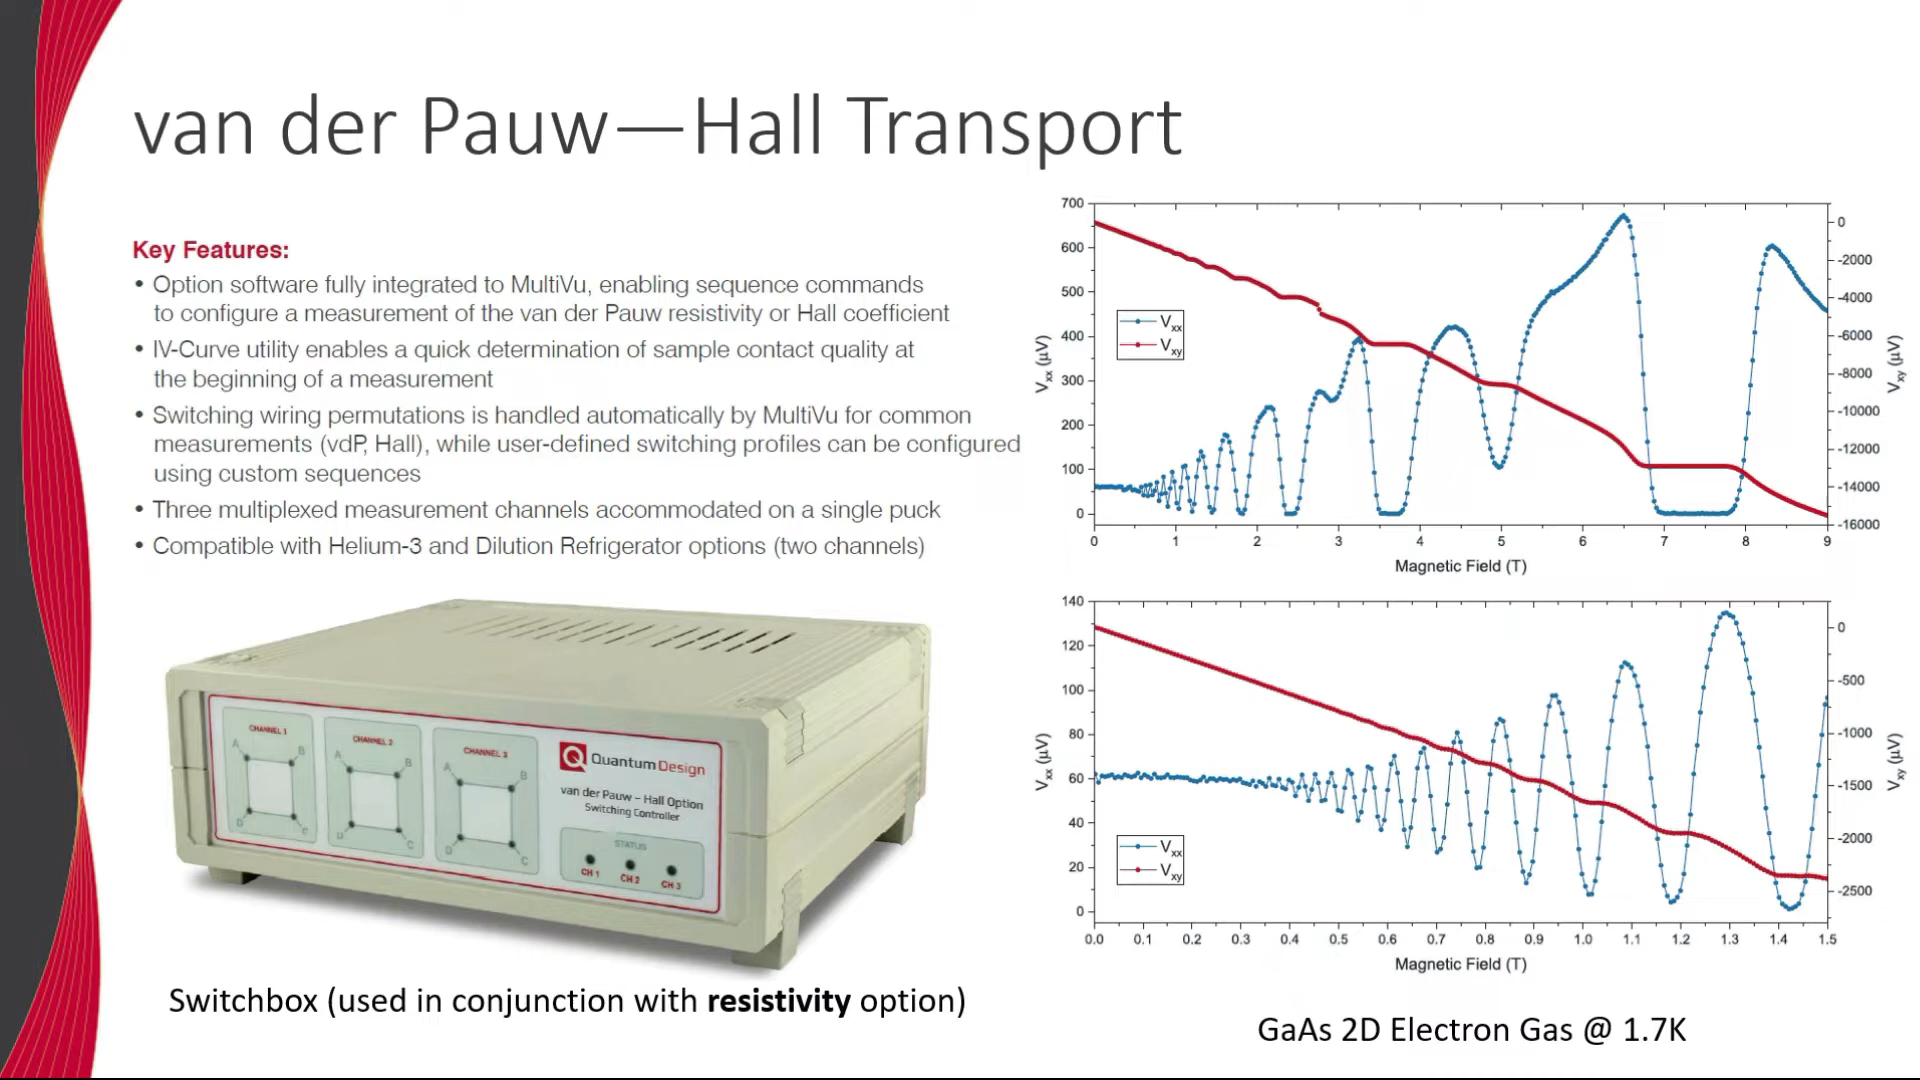 van der Pauw—Hall Transport
Key Features:
• Option software fully integrated to MultiVu, enabling sequence commands
to configure a measurement of the van der Pauw resistivity or Hall coefficient
• IV-Curve utility enables a quick determination of sample contact quality at
the beginning of a measurement
• Switching wiring permutations is handled automatically by MultiVu for common
measurements (vdP, Hall), while user-defined switching profiles can be configured
using custom sequences
• Three multiplexed measurement channels accommodated on a single puck
• Compatible with Helium-3 and Dilution Refrigerator options (two channels)
CHANNEL 1
A B
D C
CHANNEL 2
A B
D C
CHANNEL 3
A B
D C
Quantum Design
van der Pauw – Hall Option
Switching Controller
STATUS
CH 1 CH 2 CH 3
Switchbox (used in conjunction with resistivity option)
700
600
500
400
300
200
100
0
Vxx (μV)
Vxx
Vxy
0
-2000
-4000
-6000
-8000
-10000
-12000
-14000
-16000
Vxy (μV)
0 1 2 3 4 5 6 7 8 9
Magnetic Field (T)
140
120
100
80
60
40
20
0
Vxx (μV)
Vxx
Vxy
0
-500
-1000
-1500
-2000
-2500
Vxy (μV)
0.0 0.1 0.2 0.3 0.4 0.5 0.6 0.7 0.8 0.9 1.0 1.1 1.2 1.3 1.4 1.5
Magnetic Field (T)
GaAs 2D Electron Gas @ 1.7K